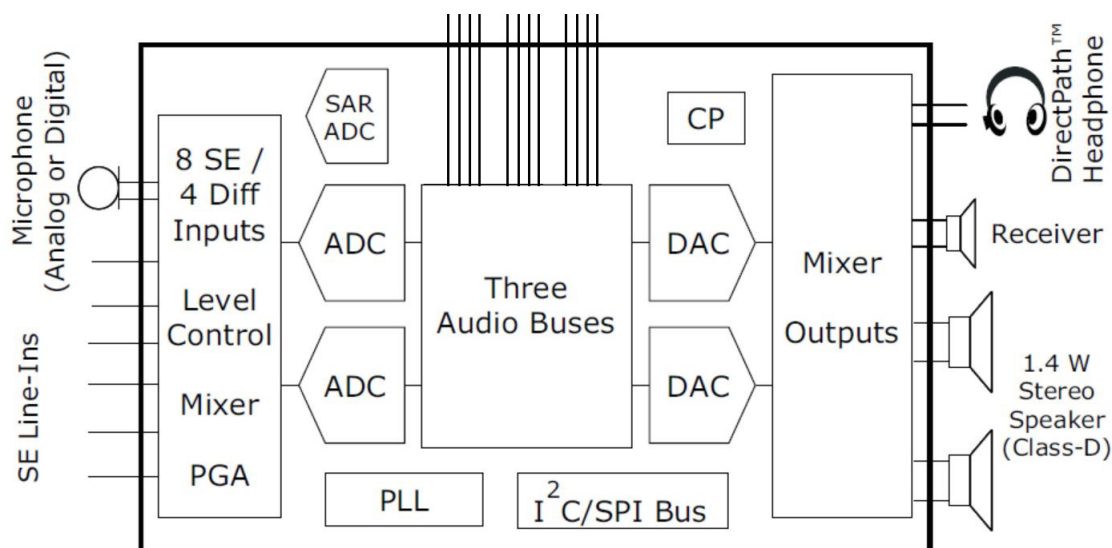 Microphone
(Analog or Digital)
SE Line-Ins
8 SE /
4 Diff
Inputs
Level
Control
Mixer
PGA
SAR
ADC
ADC
ADC
Three
Audio Buses
PLL
I²C/SPI Bus
CP
DAC
DAC
Mixer
Outputs
DirectPath™
Headphone
Receiver
1.4 W
Stereo
Speaker
(Class-D)